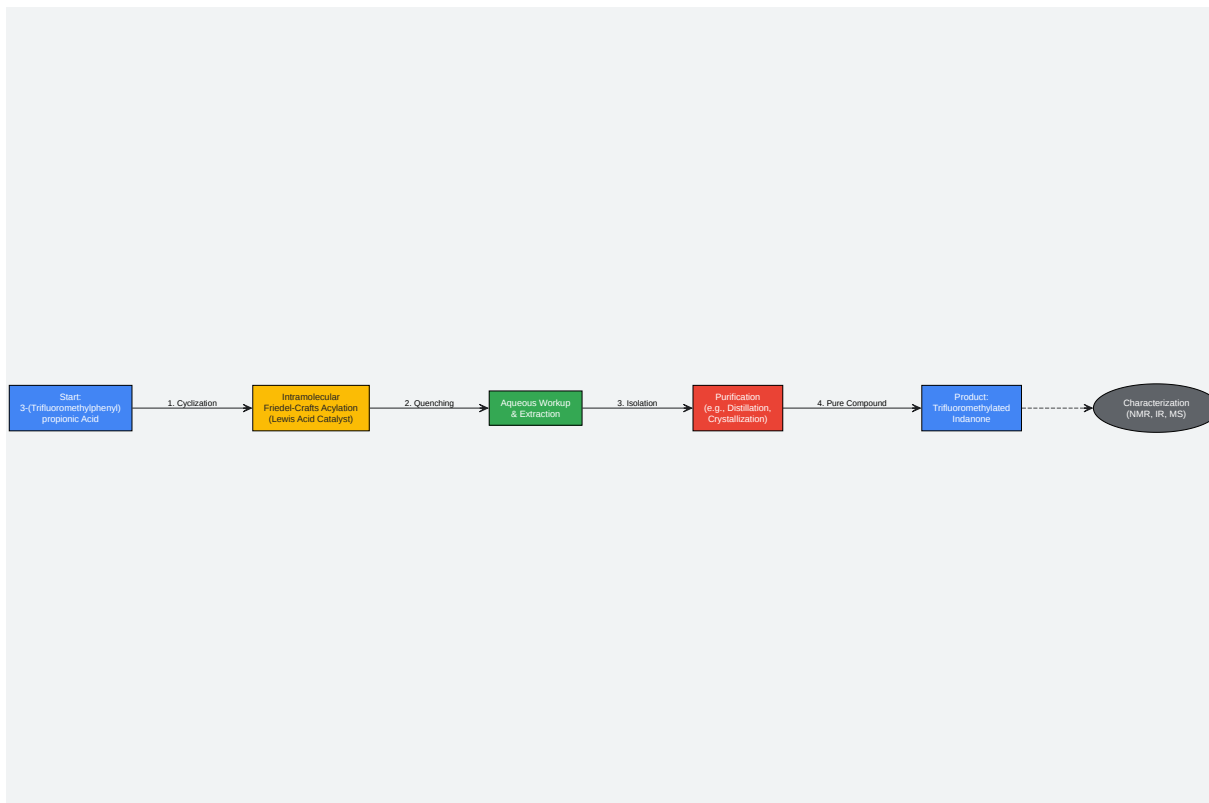 Start:
3-(Trifluoromethylphenyl)
propionic Acid
1. Cyclization
Intramolecular
Friedel-Crafts Acylation
(Lewis Acid Catalyst)
2. Quenching
Aqueous Workup
& Extraction
3. Isolation
Purification
(e.g., Distillation,
Crystallization)
4. Pure Compound
Product:
Trifluoromethylated
Indanone
Characterization
(NMR, IR, MS)